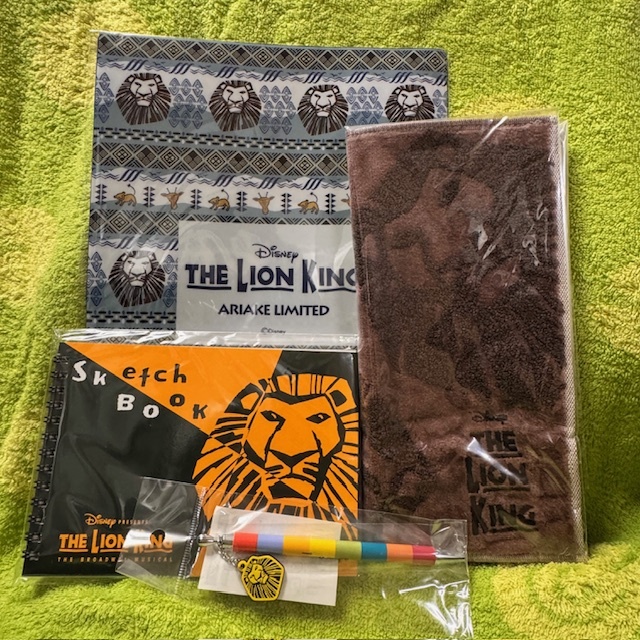 Disney
THE LION KING
ARIAKE LIMITED
©Disney
Sketch
BOOK
Disney PRESENTS
THE LION KING
THE BROADWAY MUSICAL
Disney
THE
LION
KING